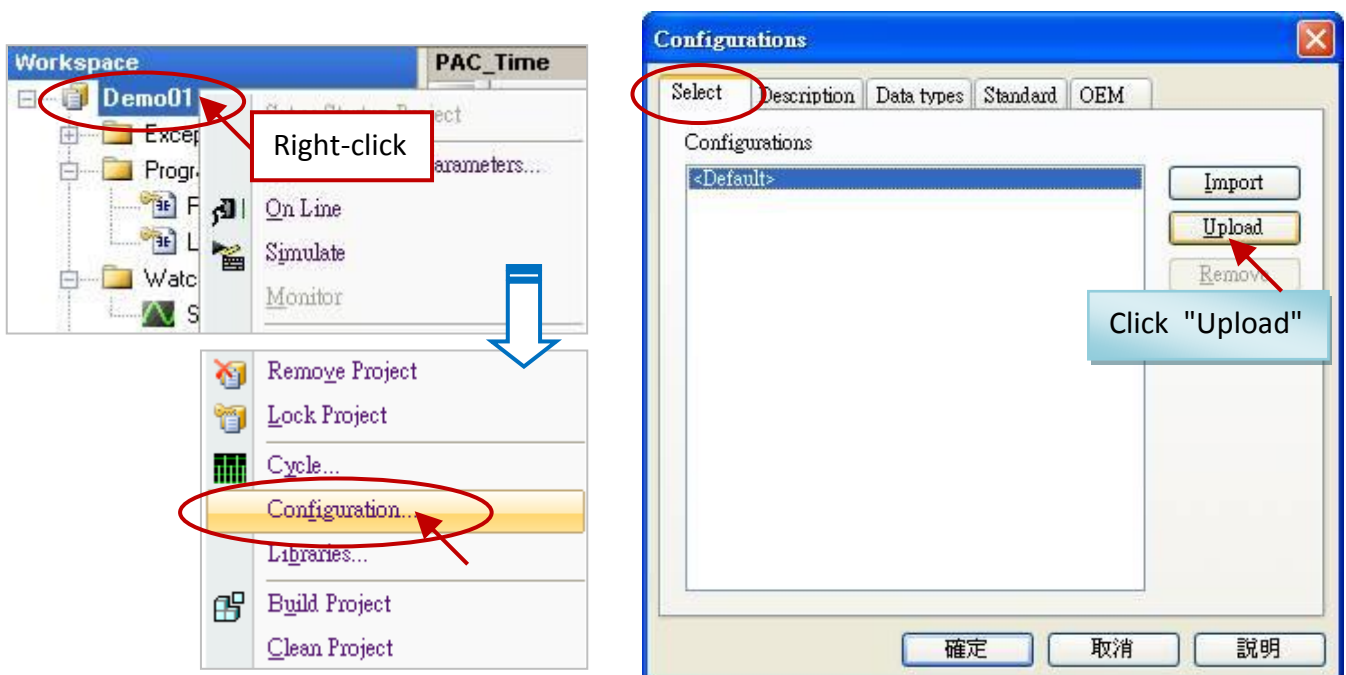 Workspace
PAC_Time
Demo01
Right-click
Progr
arameters...
On Line
Simulate
Watc
Monitor
Remove Project
Lock Project
Cycle...
Configuration...
Libraries...
Build Project
Clean Project
Configurations
Select Description Data types Standard OEM
Configurations
<Default>
Import
Upload
Remove
Click "Upload"
確定 取消 説明